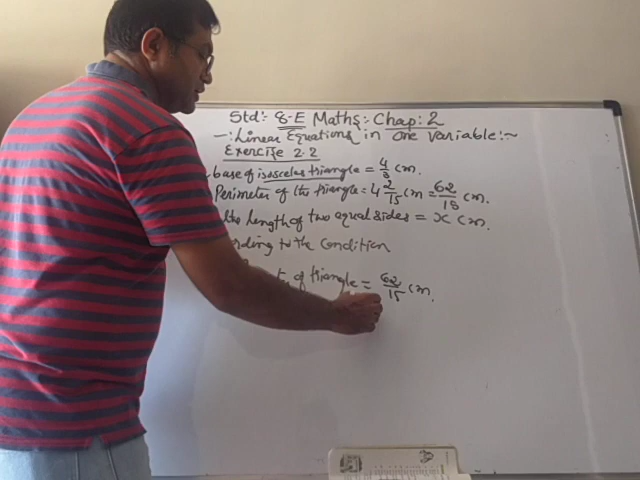 Std:- 8-E Maths:- Chap: 2
-: Linear Equations in one variable :~
Exercise 2.2
base of isosceles triangle = 4/3 cm.
Perimeter of the triangle = 4 2/15 cm = 62/15 cm.
the length of two equal sides = x cm.
ording to the condition
of triangle = 62/15 cm.